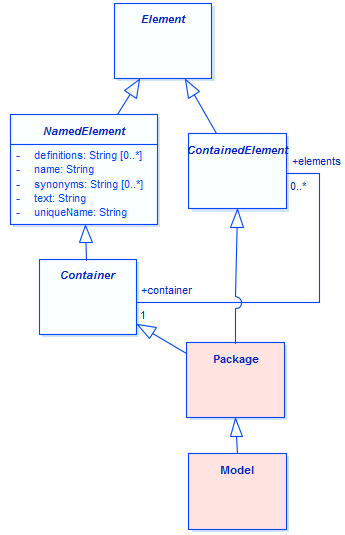 Element
NamedElement
- definitions: String [0..*]
- name: String
- synonyms: String [0..*]
- text: String
- uniqueName: String
ContainedElement
+elements
0..*
Container
+container
1
Package
Model